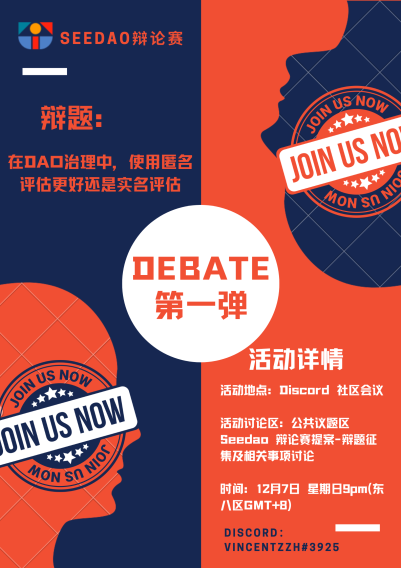 SEEDAO辩论赛
辩题：
在DAO治理中，使用匿名
评估更好还是实名评估
JOIN US NOW
JOIN US NO
DEBATE
第一弹
JOIN US NOW
JOIN US NOW
JOIN US NOW
活动详情
活动地点：Discord 社区会议
活动讨论区：公共议题区
Seedao 辩论赛提案-辩题征
集及相关事项讨论
时间：12月7日 星期日9pm(东
八区GMT+8)
DISCORD:
VINCENTZZH#3925